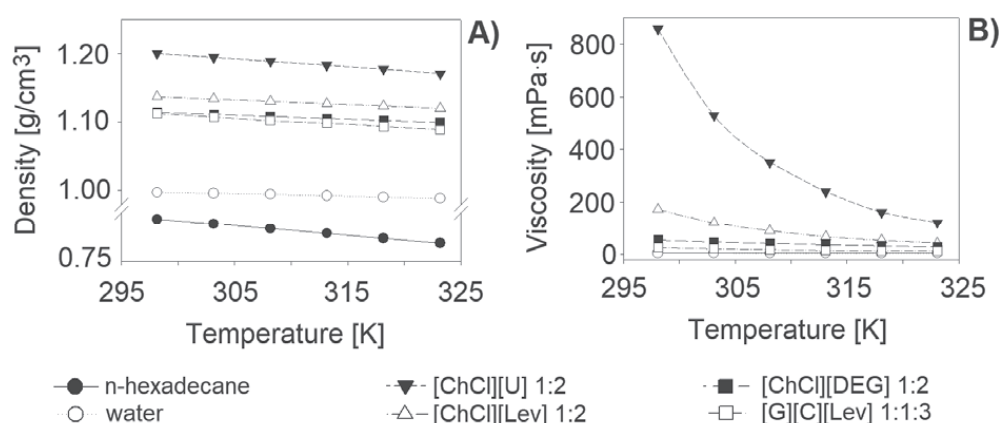 A)
Density [g/cm³]
1.20
1.10
1.00
0.75
295
305
315
325
Temperature [K]
B)
Viscosity [mPa·s]
800
600
400
200
0
295
305
315
325
Temperature [K]
n-hexadecane
water
[ChCl][U] 1:2
[ChCl][Lev] 1:2
[ChCl][DEG] 1:2
[G][C][Lev] 1:1:3